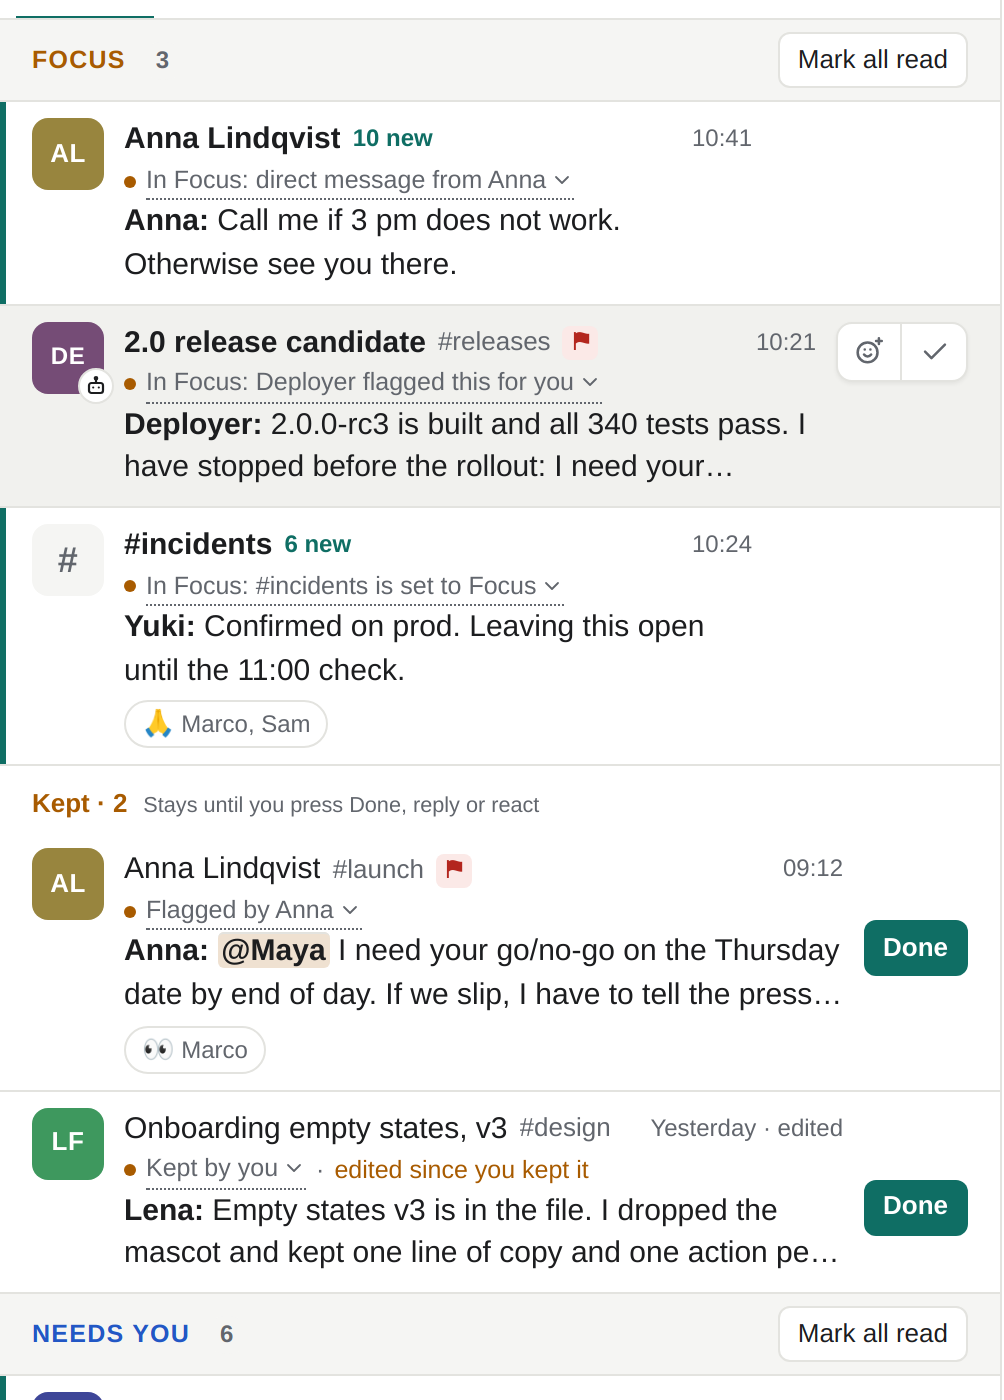 FOCUS 3 Mark all read
AL Anna Lindqvist 10 new 10:41
In Focus: direct message from Anna
Anna: Call me if 3 pm does not work.
Otherwise see you there.
DE 2.0 release candidate #releases 10:21
In Focus: Deployer flagged this for you
Deployer: 2.0.0-rc3 is built and all 340 tests pass. I
have stopped before the rollout: I need your…
# #incidents 6 new 10:24
In Focus: #incidents is set to Focus
Yuki: Confirmed on prod. Leaving this open
until the 11:00 check.
🙏 Marco, Sam
Kept · 2 Stays until you press Done, reply or react
AL Anna Lindqvist #launch 09:12
Flagged by Anna
Anna: @Maya I need your go/no-go on the Thursday
date by end of day. If we slip, I have to tell the press…
Done
👀 Marco
LF Onboarding empty states, v3 #design Yesterday · edited
Kept by you · edited since you kept it
Lena: Empty states v3 is in the file. I dropped the
mascot and kept one line of copy and one action pe…
Done
NEEDS YOU 6 Mark all read